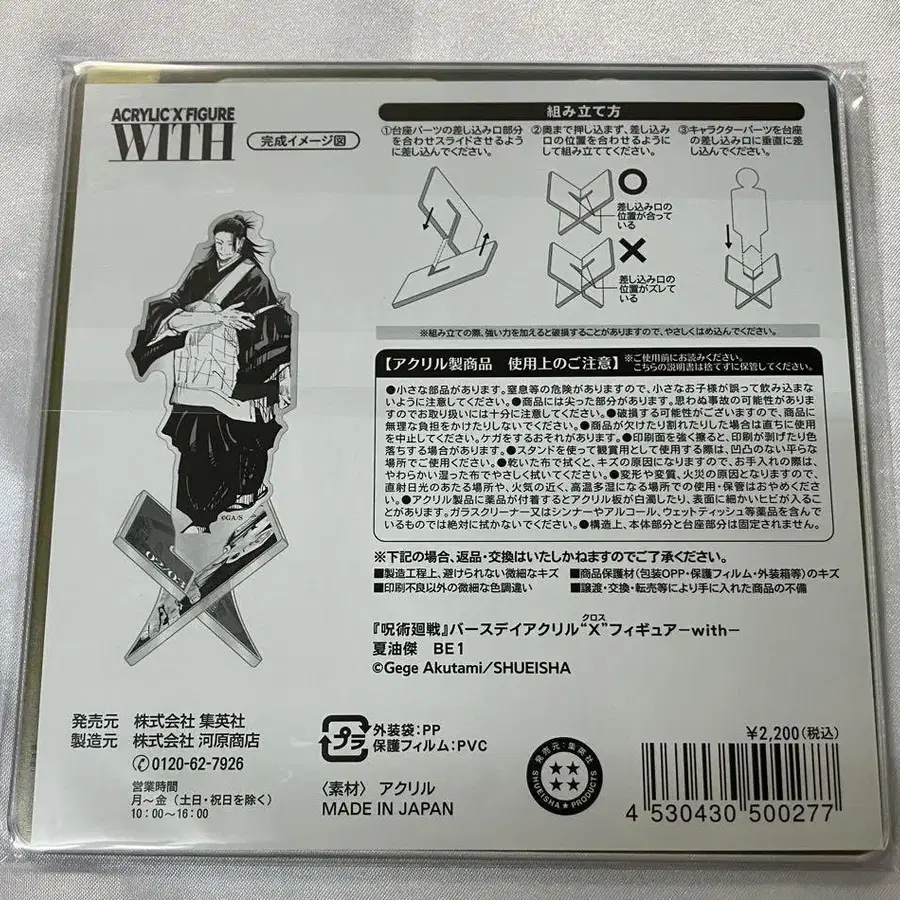 ACRYLIC "X" FIGURE
WITH
完成イメージ図
組み立て方
①台座パーツの差し込み口部分
を合わせスライドさせるよう
に差し込んでください。
②奥まで押し込まず、差し込み
口の位置を合わせるように
して組み立ててください。
差し込み口の
位置が合って
いる
差し込み口の
位置がズレて
いる
③キャラクターパーツを台座
の差し込み口に垂直に差
し込んでください。
※組み立ての際、強い力を加えると破損することがありますので、やさしくはめ込んでください。
【アクリル製商品 使用上のご注意】
※ご使用前にお読みください。
こちらの説明書は捨てずに保管してください。
●小さな部品があります。窒息等の危険がありますので、小さなお子様が誤って飲み込まな
いように注意してください。●商品には尖った部分があります。思わぬ事故の可能性があり
ますのでお取り扱いには十分に注意してください。●破損する可能性がございますので、商品に
無理な負担をかけたりしないでください。●商品が欠けたり割れたりした場合は直ちに使用
を中止してください。ケガをするおそれがあります。●印刷面を強く擦ると、印刷が剥げたり色
落ちする場合があります。●スタンドを使って観賞用として使用する際は、凹凸のない平らな
場所でご使用ください。●乾いた布で拭くと、キズの原因になりますので、お手入れの際は、
やわらかい湿った布でやさしく拭いてください。●変形や変質、火災の原因となりますので、
直射日光のあたる場所や、火気の近く、高温多湿になる場所での使用・保管はおやめください。
●アクリル製品に薬品が付着するとアクリル板が白濁したり、表面に細かいヒビが入るこ
とがあります。ガラスクリーナー又はシンナーやアルコール、ウェットティッシュ等薬品を含ん
でいるものでは絶対に拭かないでください。●構造上、本体部分と台座部分は固定されません。
※下記の場合、返品・交換はいたしかねますのでご了承ください。
■製造工程上、避けられない微細なキズ ■商品保護材(包装OPP・保護フィルム・外装箱等)のキズ
■印刷不良以外の微細な色調違い ■譲渡・交換・転売等により手に入れた商品の不備
©GA/S
クロス
『呪術廻戦』バースデイアクリル“X”フィギュアーwithー
夏油傑 BE1
©Gege Akutami/SHUEISHA
発売元 株式会社 集英社
製造元 株式会社 河原商店
0120-62-7926
営業時間
月〜金(土日・祝日を除く)
10:00〜16:00
プラ
外装袋:PP
保護フィルム:PVC
〈素材〉 アクリル
MADE IN JAPAN
発売元:集英社
SHUEISHA PRODUCTS
¥2,200(税込)
4 530430 500277